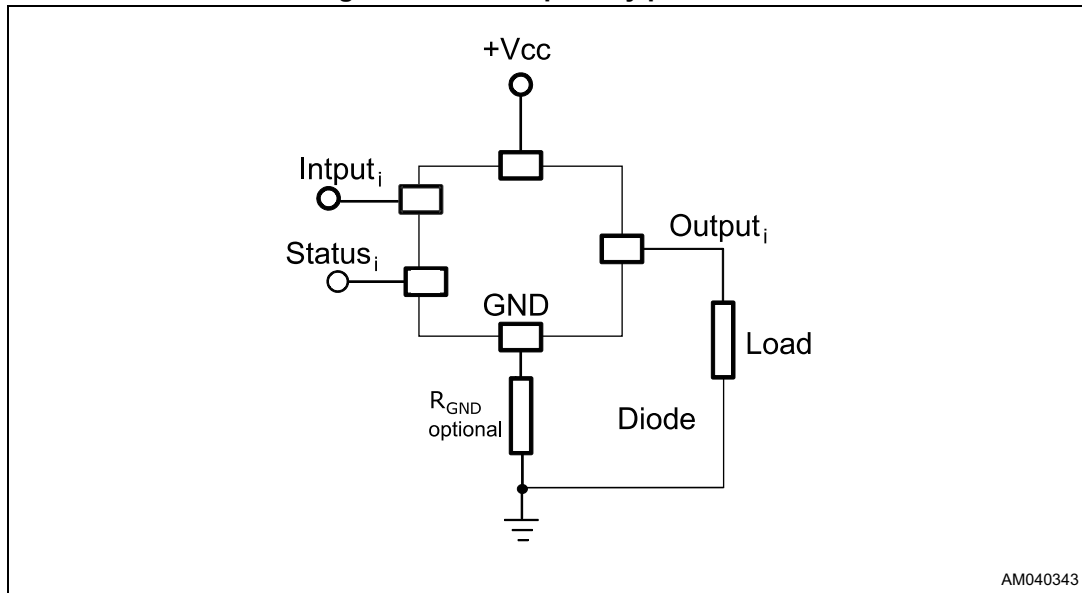 +Vcc
Intput i
Status i
Output i
GND
Load
R GND
optional
Diode
AM040343